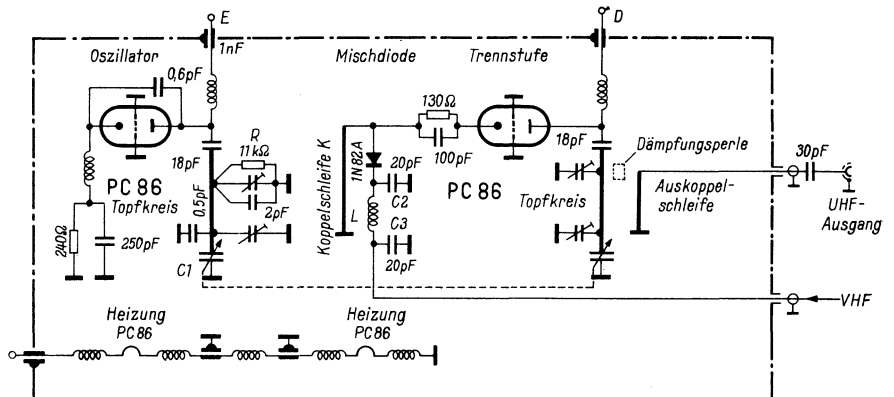 E
D
1nF
Oszillator
Mischdiode
Trennstufe
0,6pF
130Ω
100pF
18pF
R
11kΩ
18pF
Dämpfungsperle
30pF
PC 86
Topfkreis
0,5pF
2pF
Koppelschleife K
1N82A
20pF
C2
PC 86
Topfkreis
Auskoppel-
schleife
UHF-
Ausgang
L
C3
20pF
240Ω
250pF
C1
VHF
Heizung
PC86
Heizung
PC86